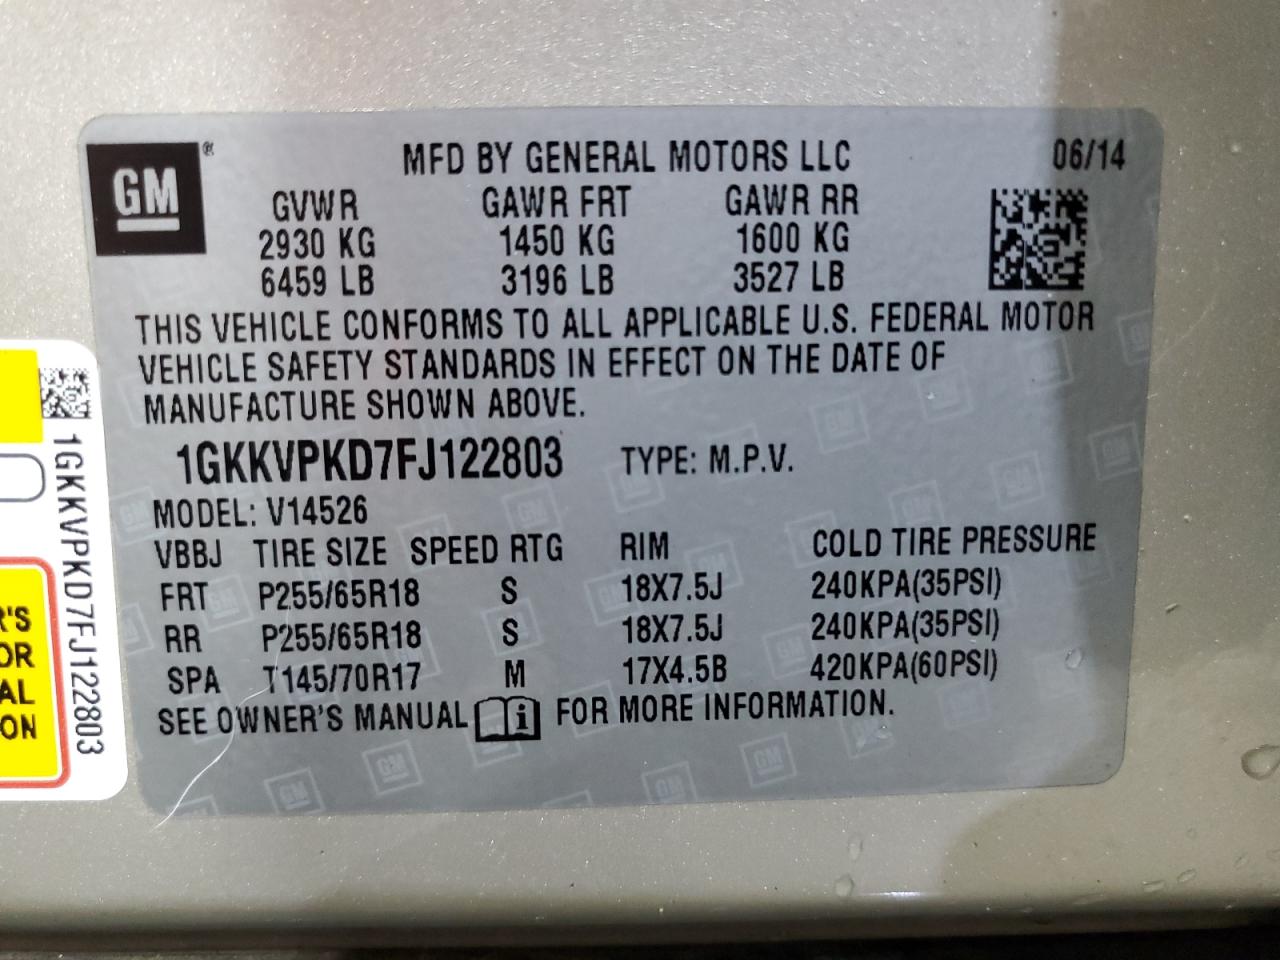 GM ®
MFD BY GENERAL MOTORS LLC 06/14
GVWR GAWR FRT GAWR RR
2930 KG 1450 KG 1600 KG
6459 LB 3196 LB 3527 LB
THIS VEHICLE CONFORMS TO ALL APPLICABLE U.S. FEDERAL MOTOR
VEHICLE SAFETY STANDARDS IN EFFECT ON THE DATE OF
MANUFACTURE SHOWN ABOVE.
1GKKVPKD7FJ122803 TYPE: M.P.V.
MODEL: V14526
VBBJ TIRE SIZE SPEED RTG RIM COLD TIRE PRESSURE
FRT P255/65R18 S 18X7.5J 240KPA(35PSI)
RR P255/65R18 S 18X7.5J 240KPA(35PSI)
SPA T145/70R17 M 17X4.5B 420KPA(60PSI)
SEE OWNER'S MANUAL i FOR MORE INFORMATION.
1GKKVPKD7FJ122803
R'S
OR
AL
ON